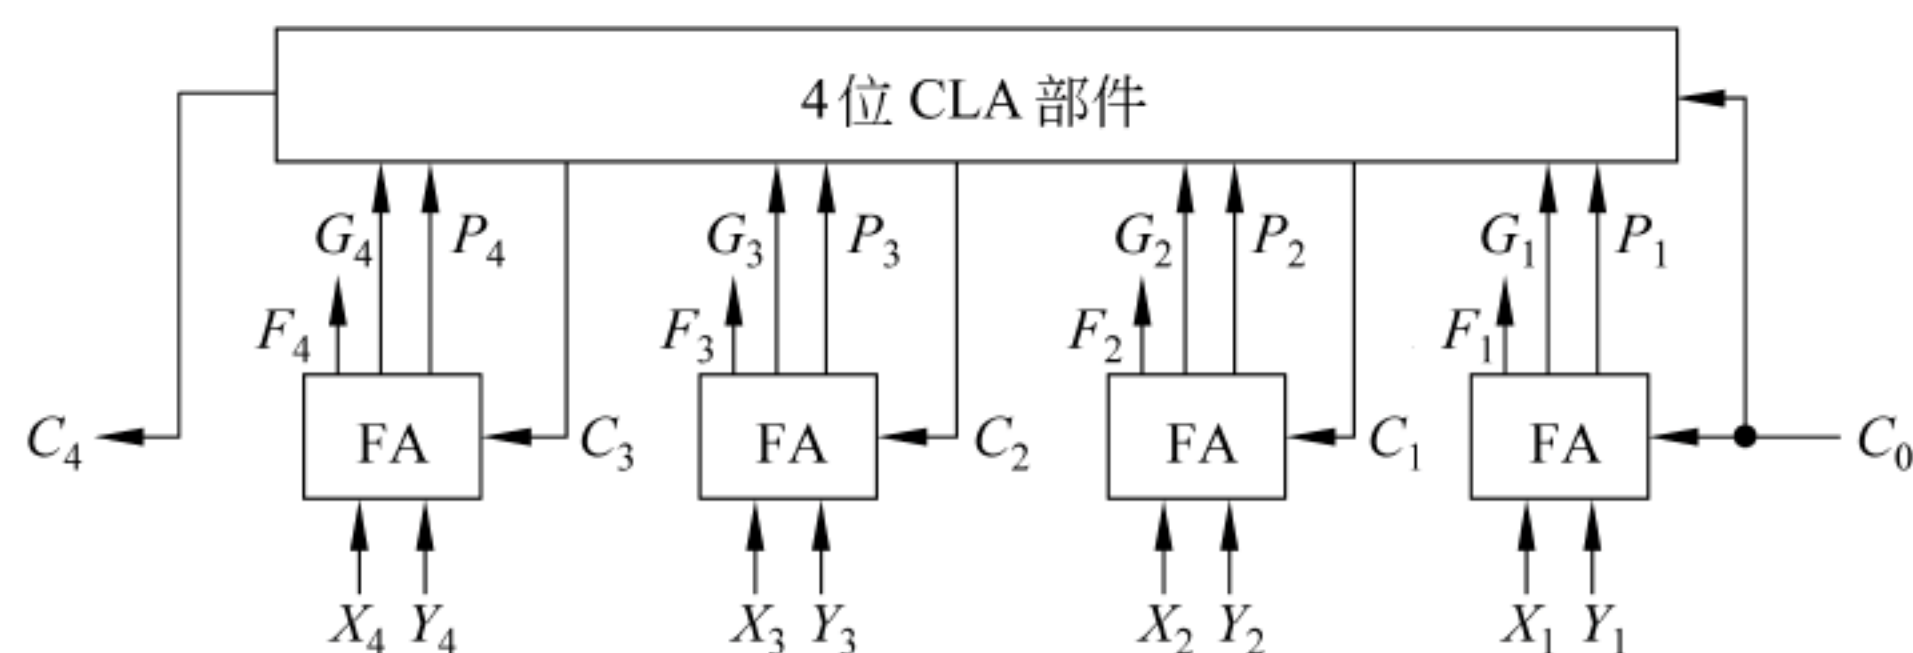 4位 CLA 部件
G₄ P₄ G₃ P₃ G₂ P₂ G₁ P₁
F₄ F₃ F₂ F₁
C₄ FA C₃ FA C₂ FA C₁ FA C₀
X₄ Y₄ X₃ Y₃ X₂ Y₂ X₁ Y₁